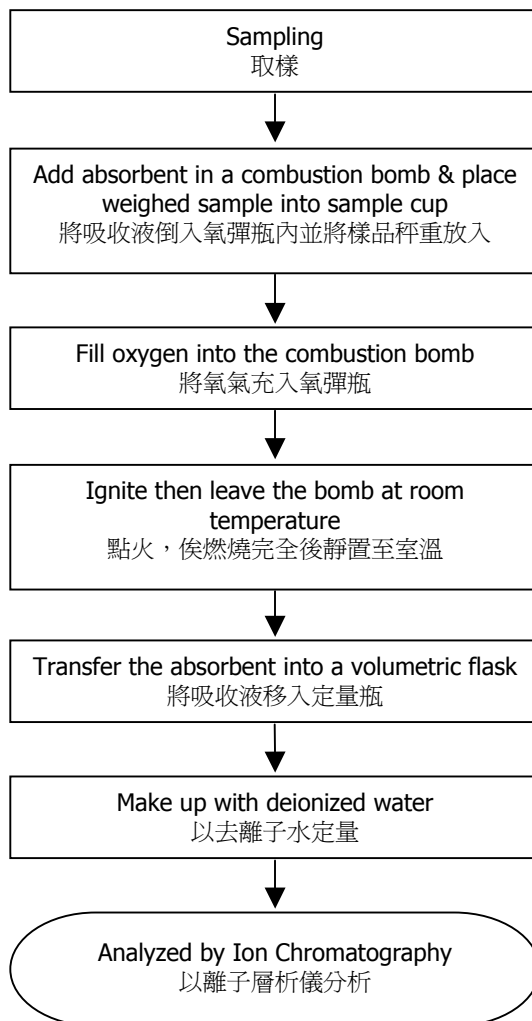 Sampling
取樣
Add absorbent in a combustion bomb & place
weighed sample into sample cup
將吸收液倒入氧彈瓶內並將樣品秤重放入
Fill oxygen into the combustion bomb
將氧氣充入氧彈瓶
Ignite then leave the bomb at room
temperature
點火，俟燃燒完全後靜置至室溫
Transfer the absorbent into a volumetric flask
將吸收液移入定量瓶
Make up with deionized water
以去離子水定量
Analyzed by Ion Chromatography
以離子層析儀分析